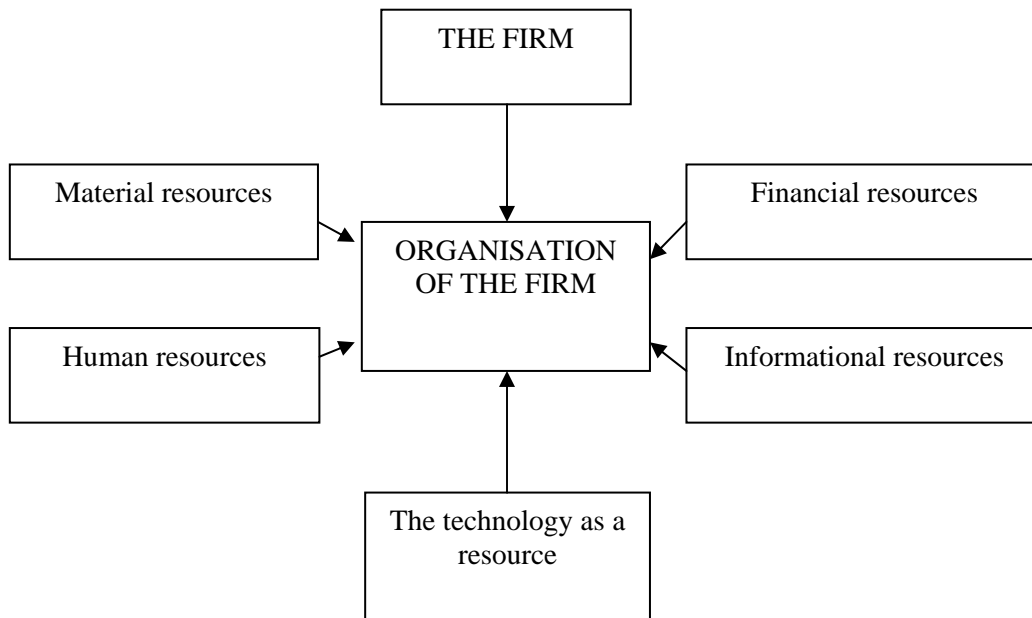 THE FIRM
Material resources
Financial resources
ORGANISATION
OF THE FIRM
Human resources
Informational resources
The technology as a
resource